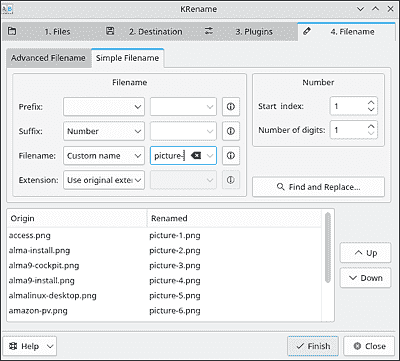 KRename
1. Files
2. Destination
3. Plugins
4. Filename
Advanced Filename
Simple Filename
Filename
Number
Prefix:
Start index:
1
Suffix:
Number
Number of digits:
1
Filename:
Custom name
picture-
Extension:
Use original exte
Find and Replace...
Origin
Renamed
access.png
picture-1.png
alma-install.png
picture-2.png
alma9-cockpit.png
picture-3.png
alma9-install.png
picture-4.png
almalinux-desktop.png
picture-5.png
amazon-pv.png
picture-6.png
Up
Down
Help
Finish
Close